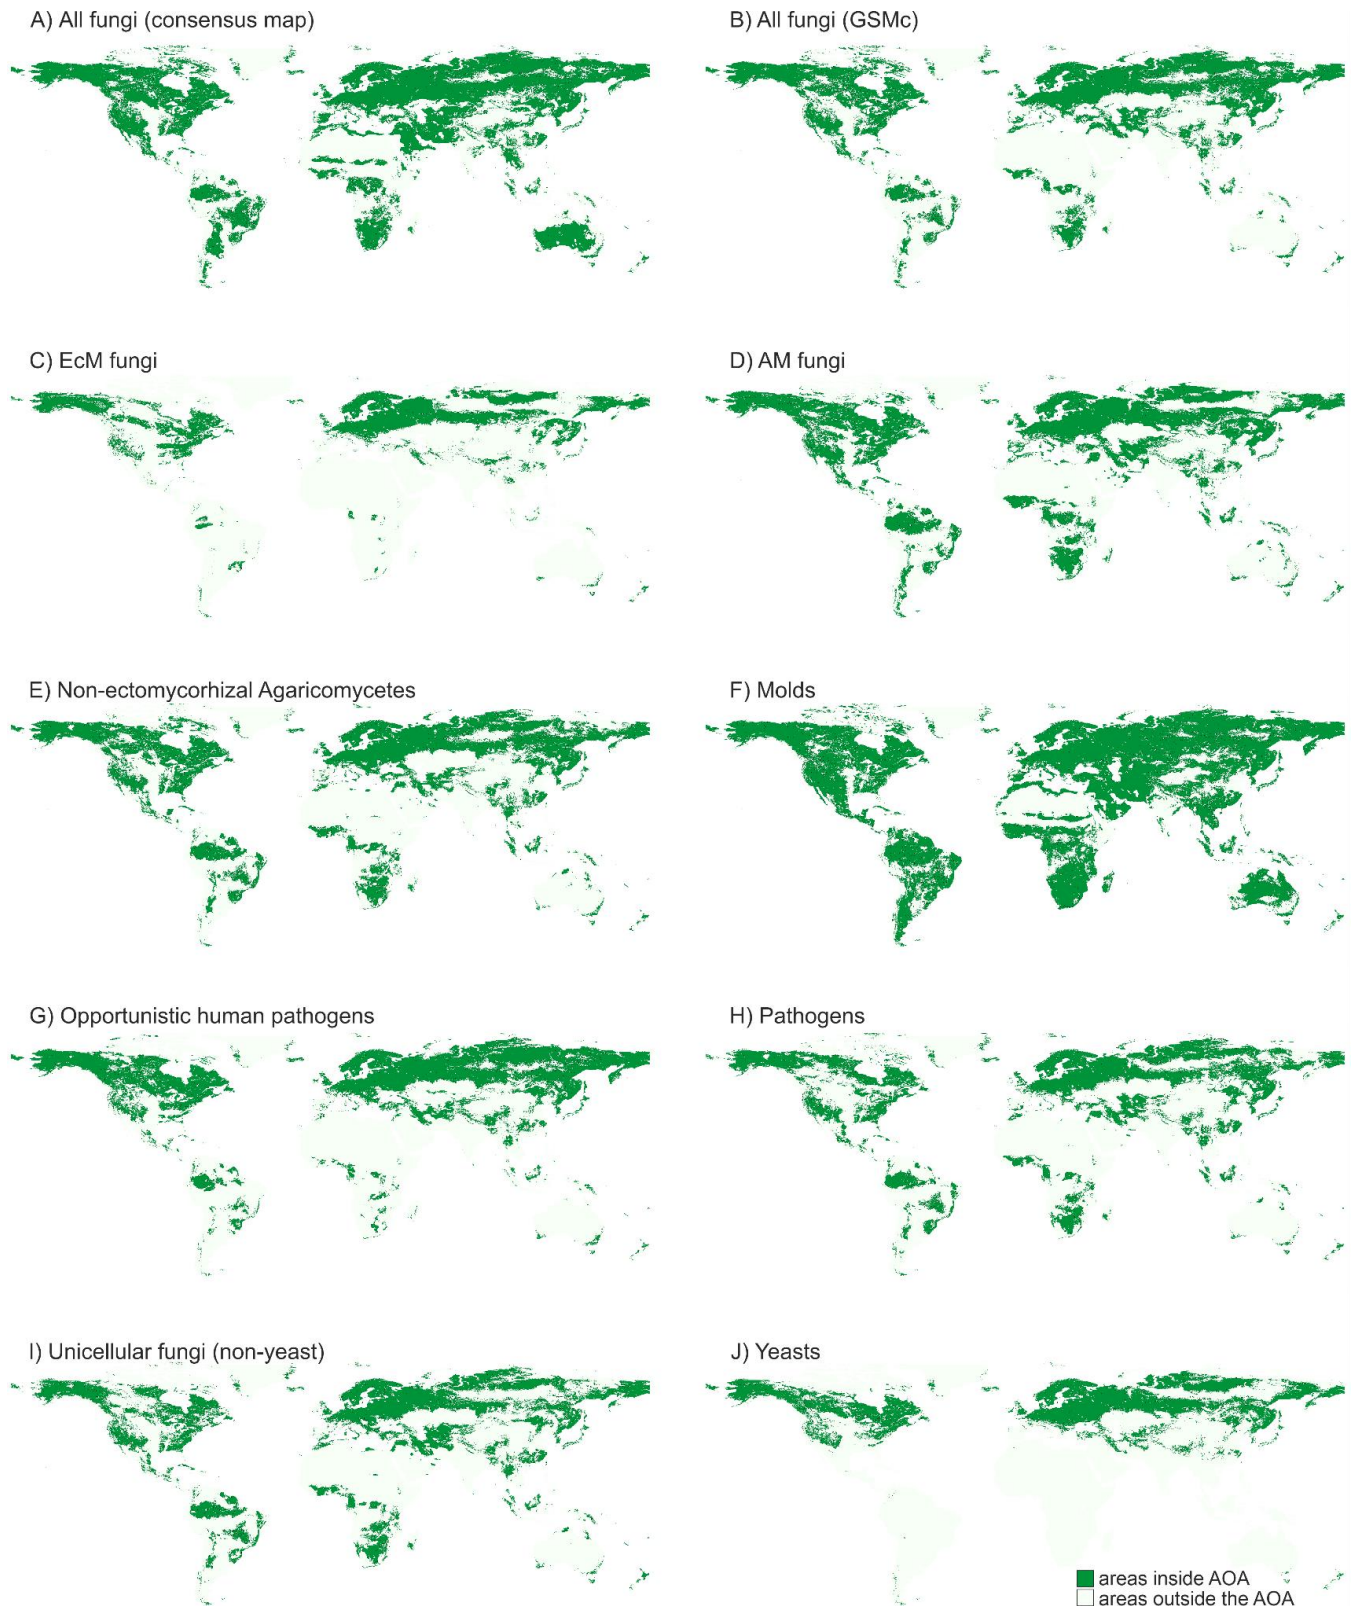 A) All fungi (consensus map)
B) All fungi (GSMc)
C) EcM fungi
D) AM fungi
E) Non-ectomycorhizal Agaricomycetes
F) Molds
G) Opportunistic human pathogens
H) Pathogens
I) Unicellular fungi (non-yeast)
J) Yeasts
areas inside AOA
areas outside the AOA